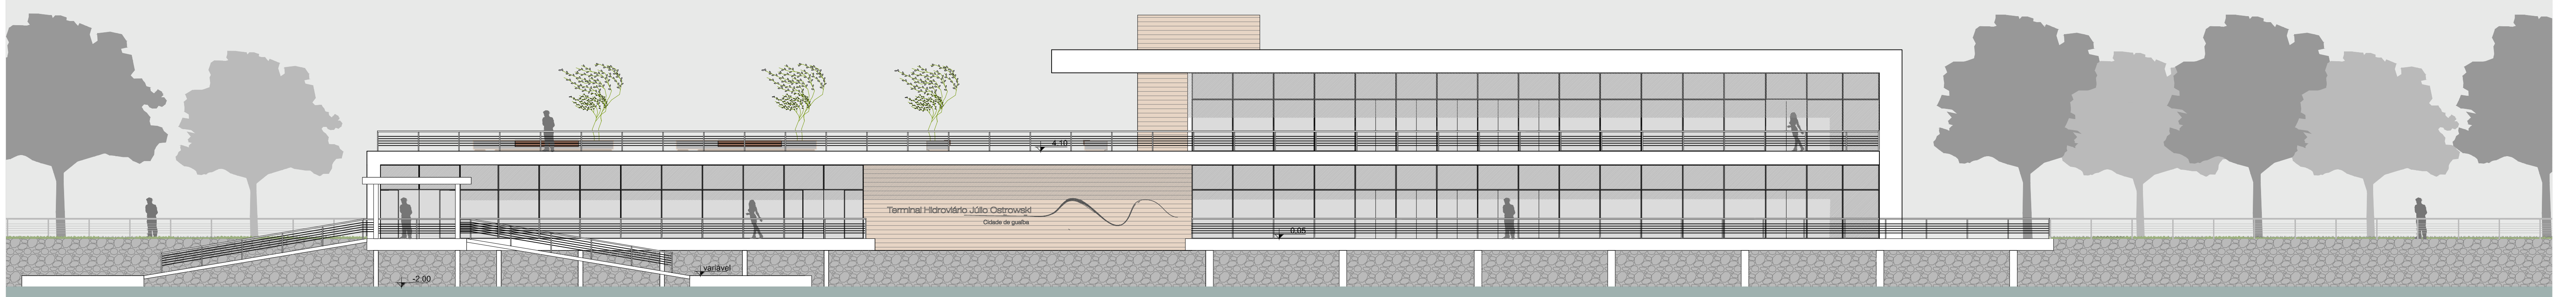 4.10
Terminal Hidroviário Júlio Ostrowski
Cidade de guaíba
0.05
variável
-2.00